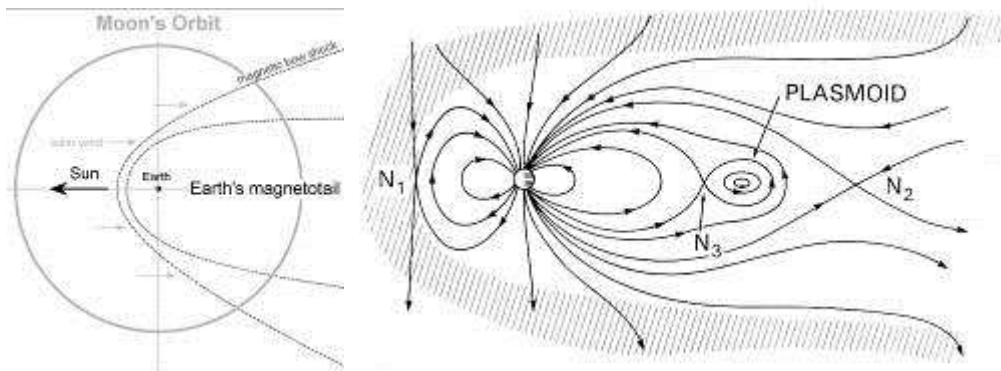 Moon's Orbit
magnetic bow shock
solar wind
Sun
Earth
Earth's magnetotail
PLASMOID
N1
N2
N3